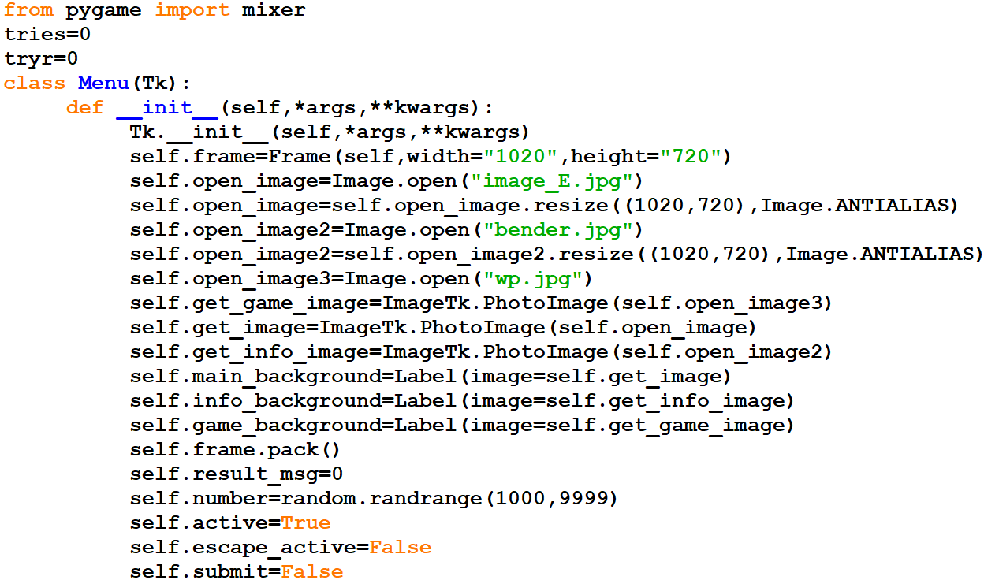 from pygame import mixer
tries=0
tryr=0
class Menu(Tk):
     def __init__(self,*args,**kwargs):
          Tk.__init__(self,*args,**kwargs)
          self.frame=Frame(self,width="1020",height="720")
          self.open_image=Image.open("image_E.jpg")
          self.open_image=self.open_image.resize((1020,720),Image.ANTIALIAS)
          self.open_image2=Image.open("bender.jpg")
          self.open_image2=self.open_image2.resize((1020,720),Image.ANTIALIAS)
          self.open_image3=Image.open("wp.jpg")
          self.get_game_image=ImageTk.PhotoImage(self.open_image3)
          self.get_image=ImageTk.PhotoImage(self.open_image)
          self.get_info_image=ImageTk.PhotoImage(self.open_image2)
          self.main_background=Label(image=self.get_image)
          self.info_background=Label(image=self.get_info_image)
          self.game_background=Label(image=self.get_game_image)
          self.frame.pack()
          self.result_msg=0
          self.number=random.randrange(1000,9999)
          self.active=True
          self.escape_active=False
          self.submit=False